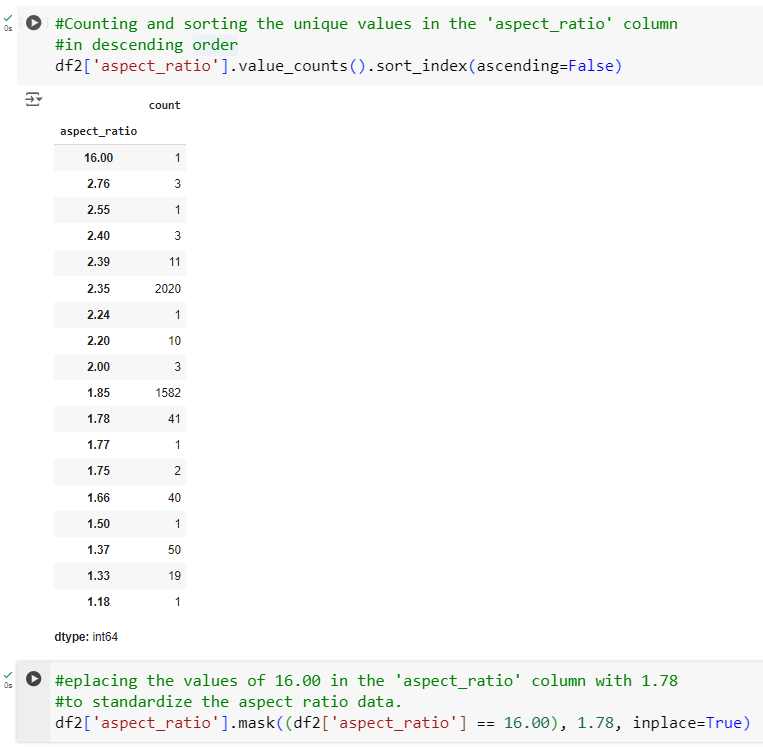 #Counting and sorting the unique values in the 'aspect_ratio' column
0s
#in descending order
df2['aspect_ratio'].value_counts().sort_index(ascending=False)
count
aspect_ratio
16.00 1
2.76 3
2.55 1
2.40 3
2.39 11
2.35 2020
2.24 1
2.20 10
2.00 3
1.85 1582
1.78 41
1.77 1
1.75 2
1.66 40
1.50 1
1.37 50
1.33 19
1.18 1
dtype: int64
#eplacing the values of 16.00 in the 'aspect_ratio' column with 1.78
0s
#to standardize the aspect ratio data.
df2['aspect_ratio'].mask((df2['aspect_ratio'] == 16.00), 1.78, inplace=True)